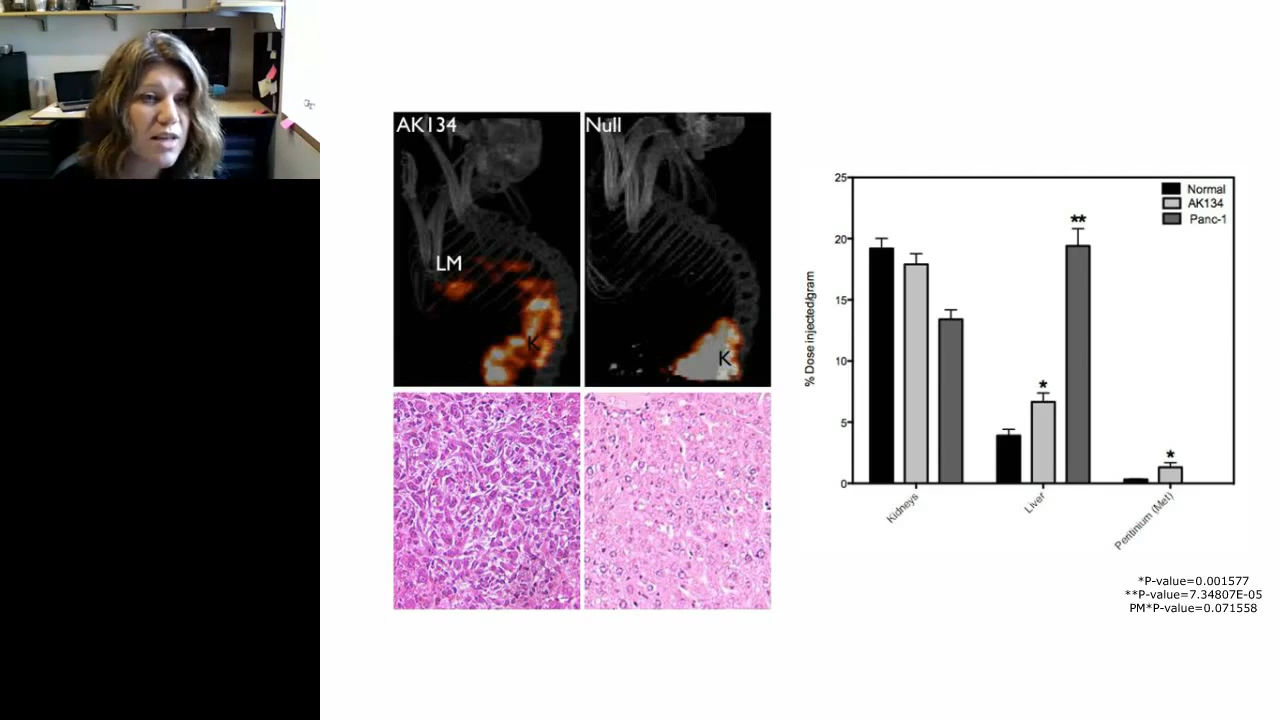 AK134
Null
LM
K
K
25
20
15
10
5
0
% Dose injected/gram
Normal
AK134
Panc-1
**
*
*
Kidneys
Liver
Peritinium (Met)
*P-value=0.001577
**P-value=7.34807E-05
PM*P-value=0.071558